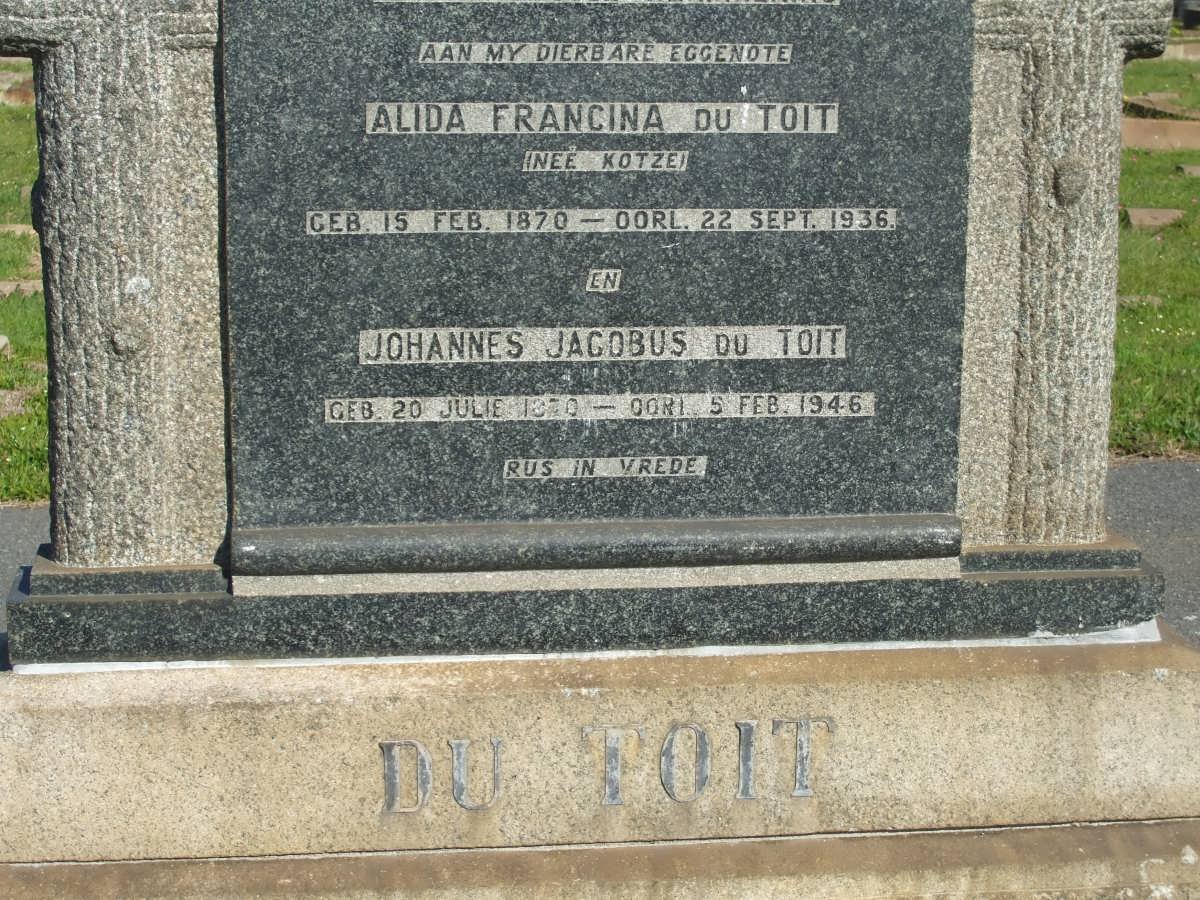 AAN MY DIERBARE EGGENOTE
ALIDA FRANCINA DU TOIT
(NEÉ KOTZE)
GEB. 15 FEB. 1870 — OORL. 22 SEPT. 1936.
EN
JOHANNES JACOBUS DU TOIT
GEB. 20 JULIE — OORL. 5 FEB. 1946
RUS IN VREDE
DU TOIT